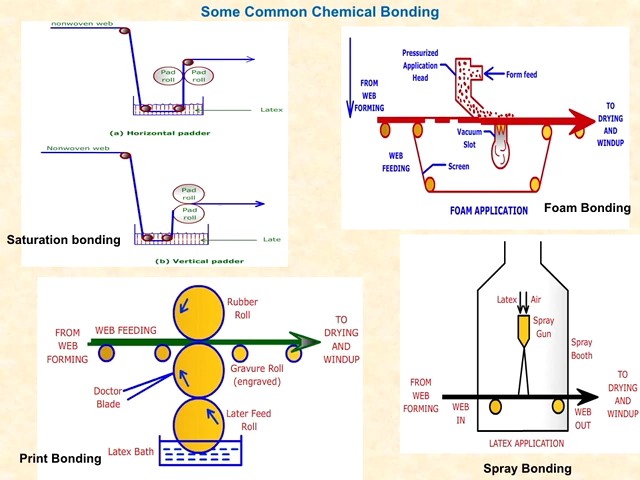 Some Common Chemical Bonding
nonwoven web
Pad
roll
Pad
roll
Latex
(a) Horizontal padder
Nonwoven web
Pad
roll
Pad
roll
Late
(b) Vertical padder
Saturation bonding
Pressurized
Application
Head
Form feed
FROM
WEB
FORMING
TO
DRYING
AND
WINDUP
Vacuum
Slot
WEB
FEEDING
Screen
FOAM APPLICATION
Foam Bonding
Rubber
Roll
WEB FEEDING
FROM
WEB
FORMING
TO
DRYING
AND
WINDUP
Gravure Roll
(engraved)
Doctor
Blade
Later Feed
Roll
Latex Bath
Print Bonding
Latex
Air
Spray
Gun
Spray
Booth
FROM
WEB
FORMING
WEB
IN
WEB
OUT
TO
DRYING
AND
WINDUP
LATEX APPLICATION
Spray Bonding